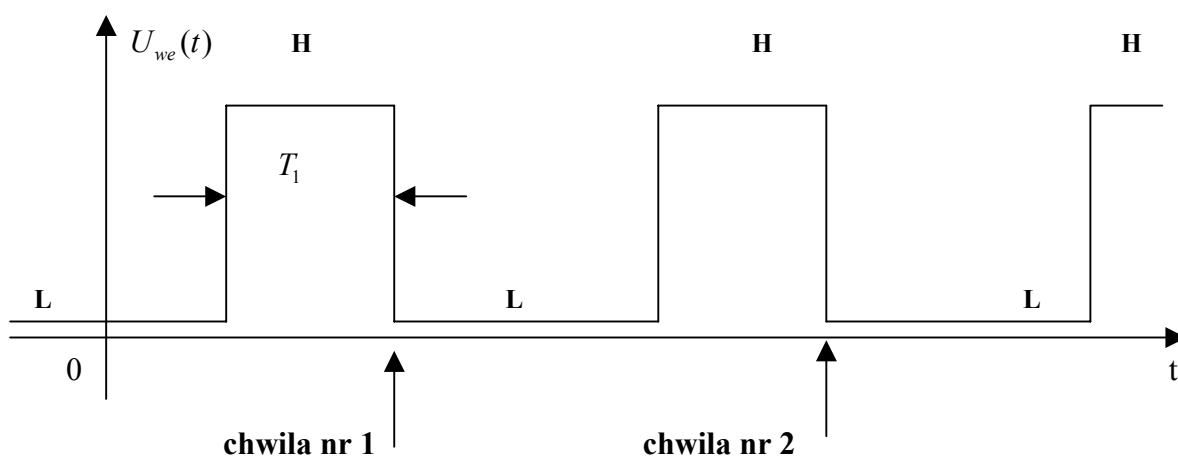 U_we(t) H H H
T_1
L L L
0 t
chwila nr 1 chwila nr 2